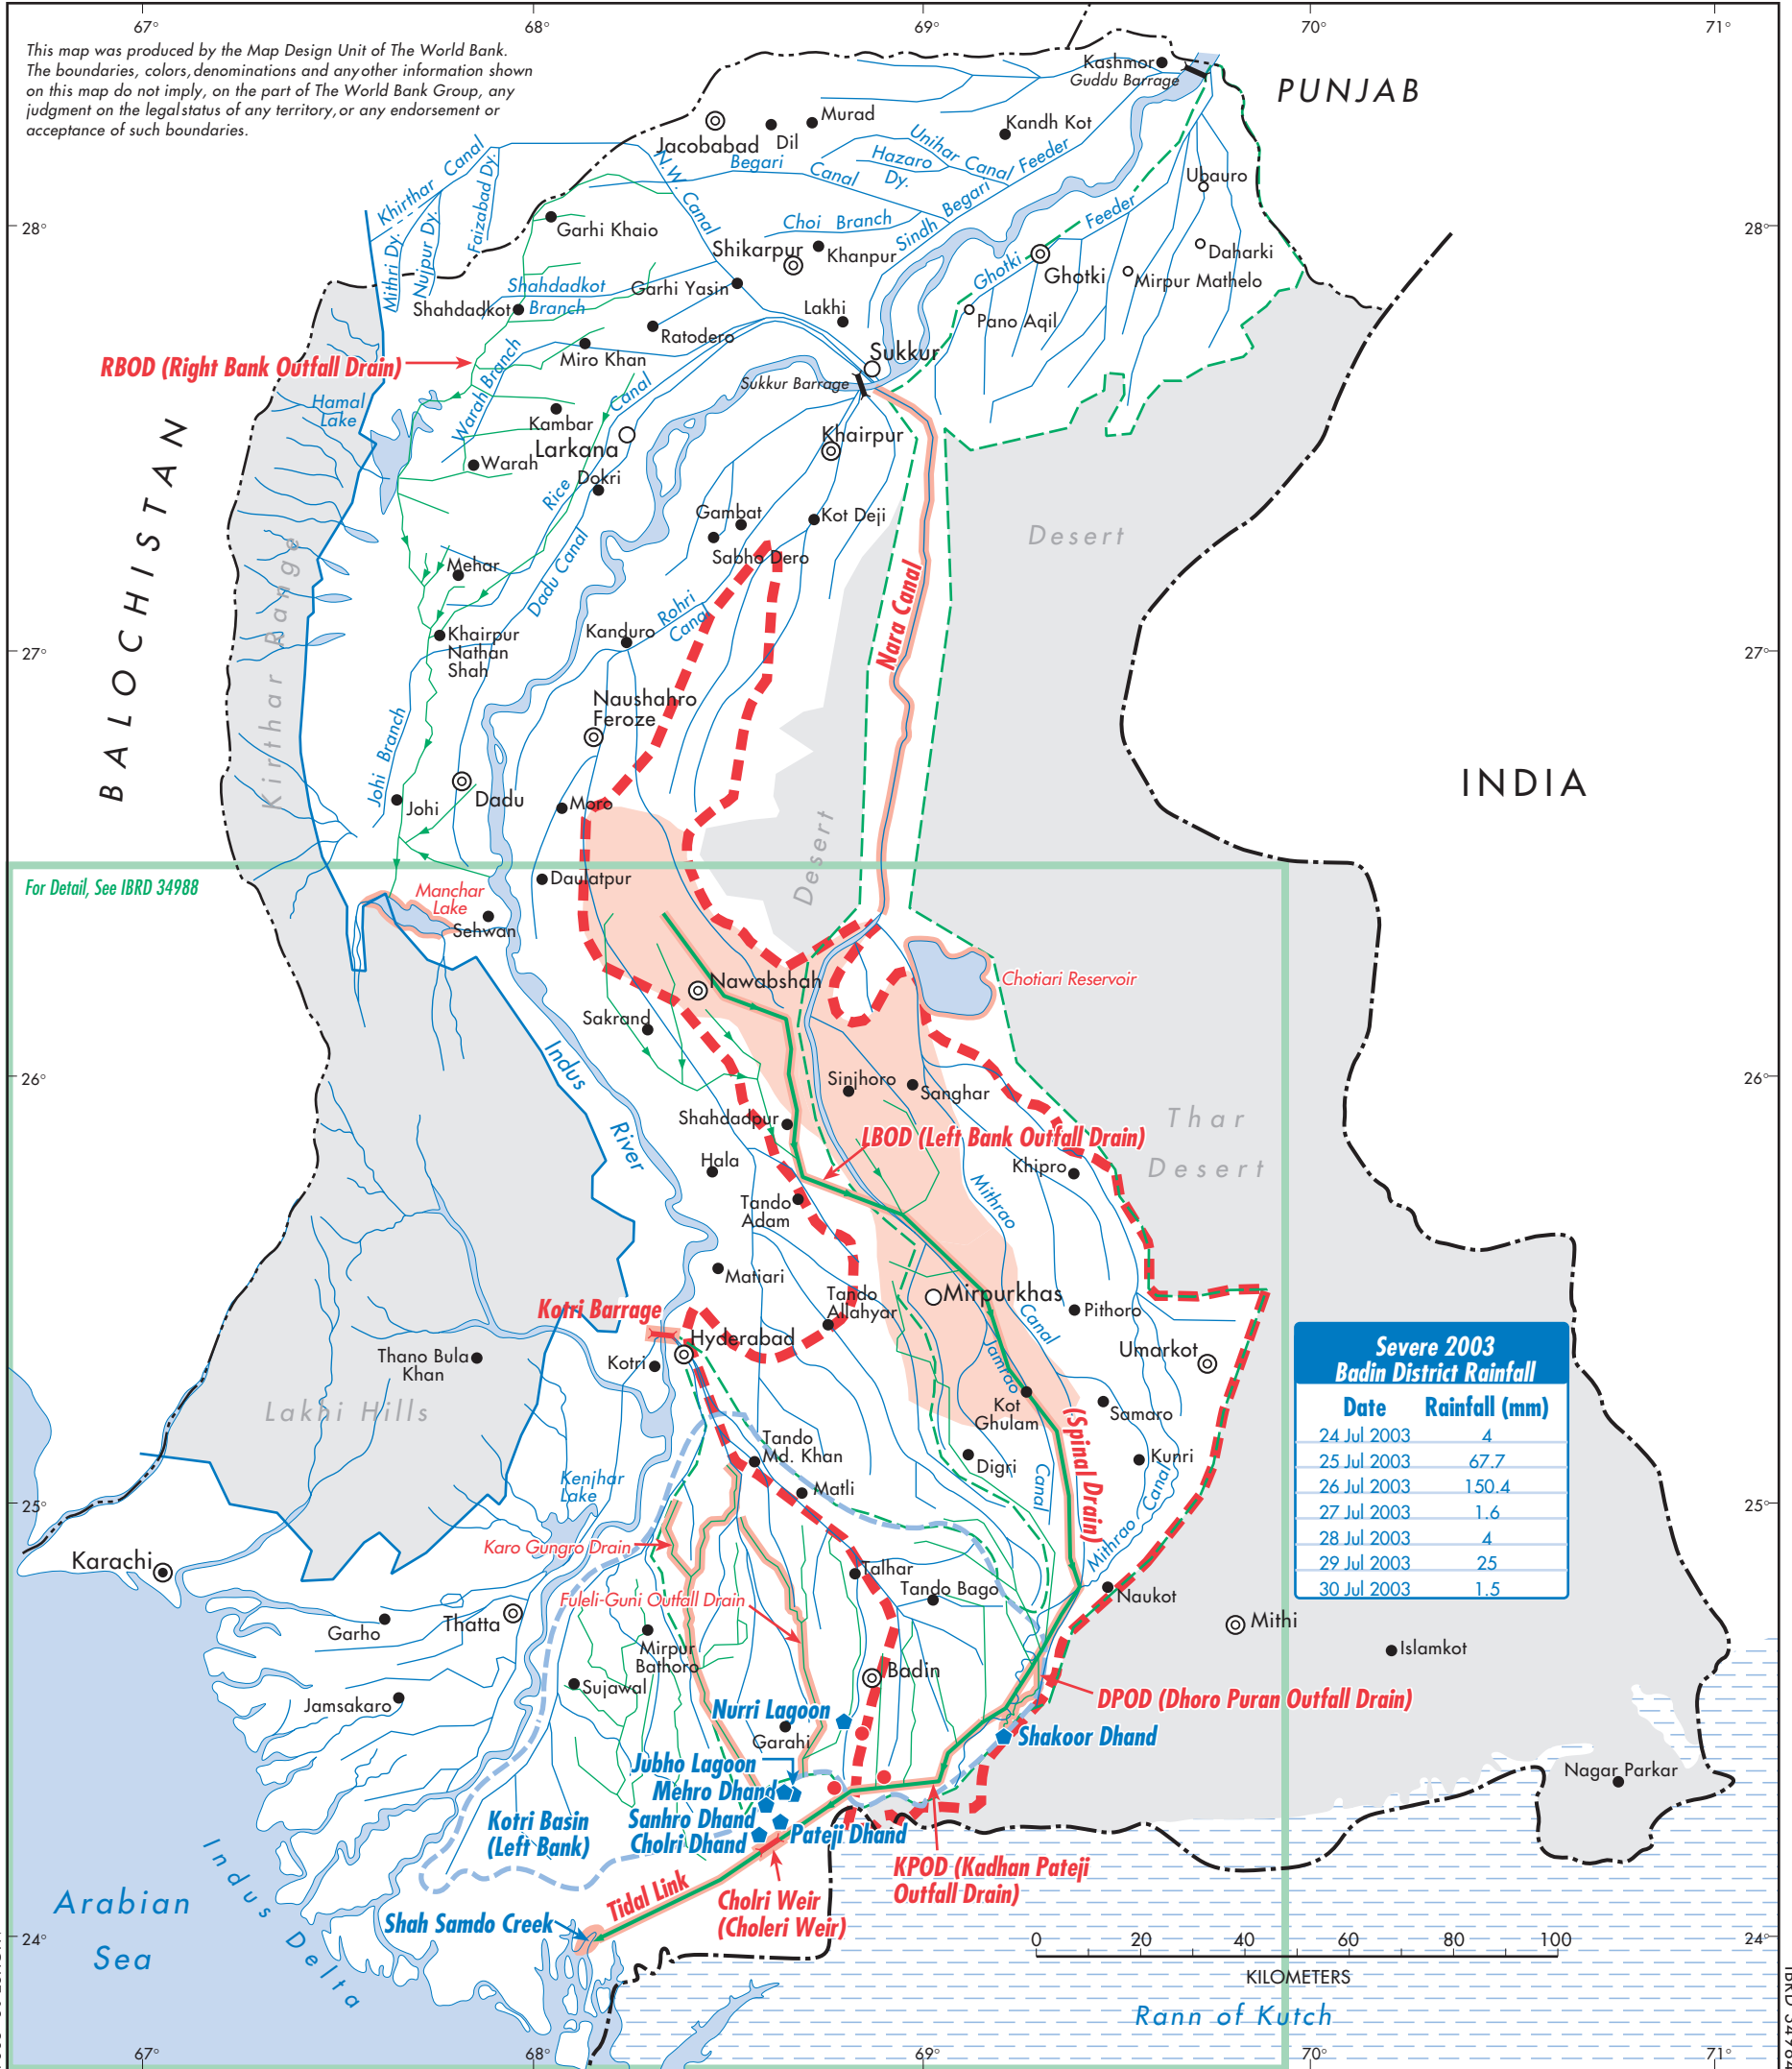 67°
68°
69°
70°
71°
This map was produced by the Map Design Unit of The World Bank.
The boundaries, colors, denominations and any other information shown
on this map do not imply, on the part of The World Bank Group, any
judgment on the legal status of any territory, or any endorsement or
acceptance of such boundaries.
Kashmor
Guddu Barrage
PUNJAB
Jacobabad
Dil
Murad
Kandh Kot
Unihar Canal
Hazaro
Dy.
Begari
Canal
Sindh Begari Feeder
N.W. Canal
Khirthar Canal
Faizabad Dy.
Nujpur Dy.
Mithri Dy.
Ubauro
28°
28°
Garhi Khaio
Choi Branch
Shikarpur
Khanpur
Ghotki Feeder
Ghotki
Daharki
Mirpur Mathelo
Shahdadkot
Branch
Garhi Yasin
Shahdadkot
Lakhi
Pano Aqil
Ratodero
Miro Khan
Sukkur
RBOD (Right Bank Outfall Drain)
Warah Branch
Sukkur Barrage
Hamal
Lake
Kambar
Canal
Rice
Larkana
Khairpur
Warah
Dokri
Gambat
Kot Deji
Sabho Dero
Desert
BALOCHISTAN
Kirthar Range
Mehar
Dadu Canal
Nara Canal
Rohri
Canal
Kanduro
27°
27°
Khairpur
Nathan
Shah
Naushahro
Feroze
Johi Branch
INDIA
Dadu
Johi
Moro
Desert
For Detail, See IBRD 34988
Daulatpur
Manchar
Lake
Sehwan
Nawabshah
Chotiari Reservoir
Sakrand
Indus
River
26°
26°
Sinjhoro
Sanghar
Thar
Desert
Shahdadpur
LBOD (Left Bank Outfall Drain)
Hala
Khipro
Mithrao
Canal
Tando
Adam
Matiari
Tando
Allahyar
Mirpurkhas
Pithoro
Kotri Barrage
Hyderabad
Kotri
Thano Bula
Khan
Umarkot
Jamrao
Canal
Kot
Ghulam
Samaro
Lakhi Hills
Severe 2003
Badin District Rainfall
Date Rainfall (mm)
24 Jul 2003 4
25 Jul 2003 67.7
26 Jul 2003 150.4
27 Jul 2003 1.6
28 Jul 2003 4
29 Jul 2003 25
30 Jul 2003 1.5
Tando
Md. Khan
(Spinal Drain)
Digri
Kunri
Kenjhar
Lake
Matli
25°
25°
Mithrao Canal
Karo Gungro Drain
Karachi
Talhar
Tando Bago
Naukot
Fuleli-Guni Outfall Drain
Thatta
Garho
Mithi
Islamkot
Mirpur
Bathoro
Badin
Sujawal
Jamsakaro
DPOD (Dhoro Puran Outfall Drain)
Nurri Lagoon
Garahi
Shakoor Dhand
Jubho Lagoon
Mehro Dhand
Sanhro Dhand
Cholri Dhand
Pateji Dhand
Nagar Parkar
Kotri Basin
(Left Bank)
KPOD (Kadhan Pateji
Outfall Drain)
Cholri Weir
(Choleri Weir)
Tidal Link
Shah Samdo Creek
Arabian
Sea
Indus Delta
24°
24°
0 20 40 60 80 100
KILOMETERS
Rann of Kutch
67°
68°
69°
70°
71°